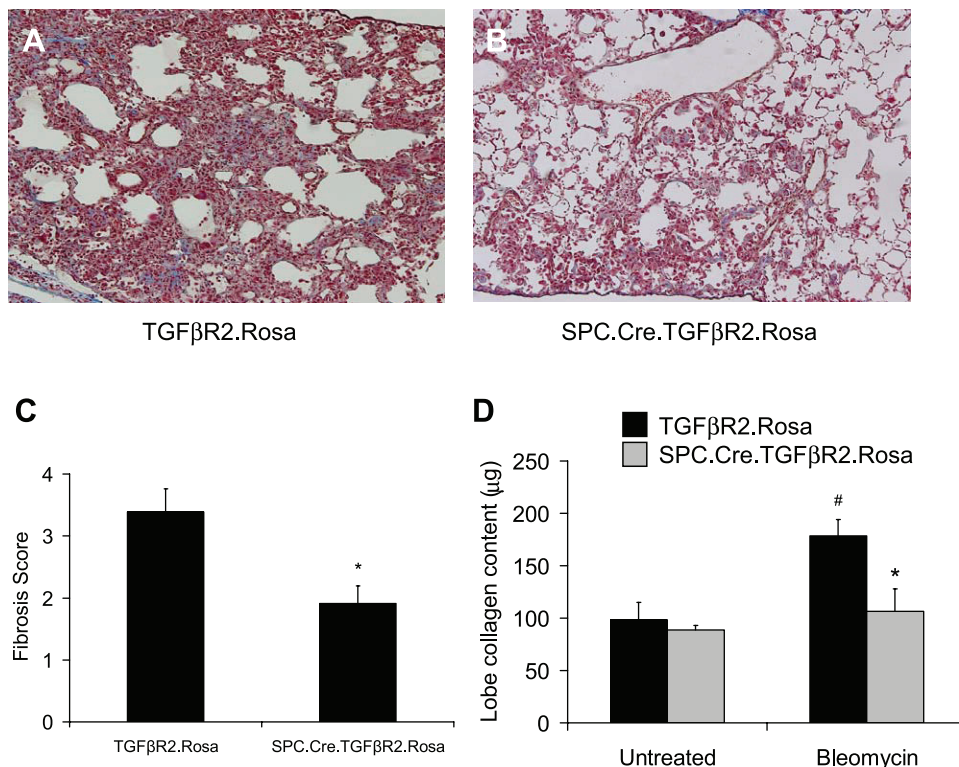 A
B
TGFβR2.Rosa
SPC.Cre.TGFβR2.Rosa
C
Fibrosis Score
4
3
2
1
0
*
TGFβR2.Rosa
SPC.Cre.TGFβR2.Rosa
D
TGFβR2.Rosa
SPC.Cre.TGFβR2.Rosa
Lobe collagen content (µg)
250
200
150
100
50
0
#
*
Untreated
Bleomycin